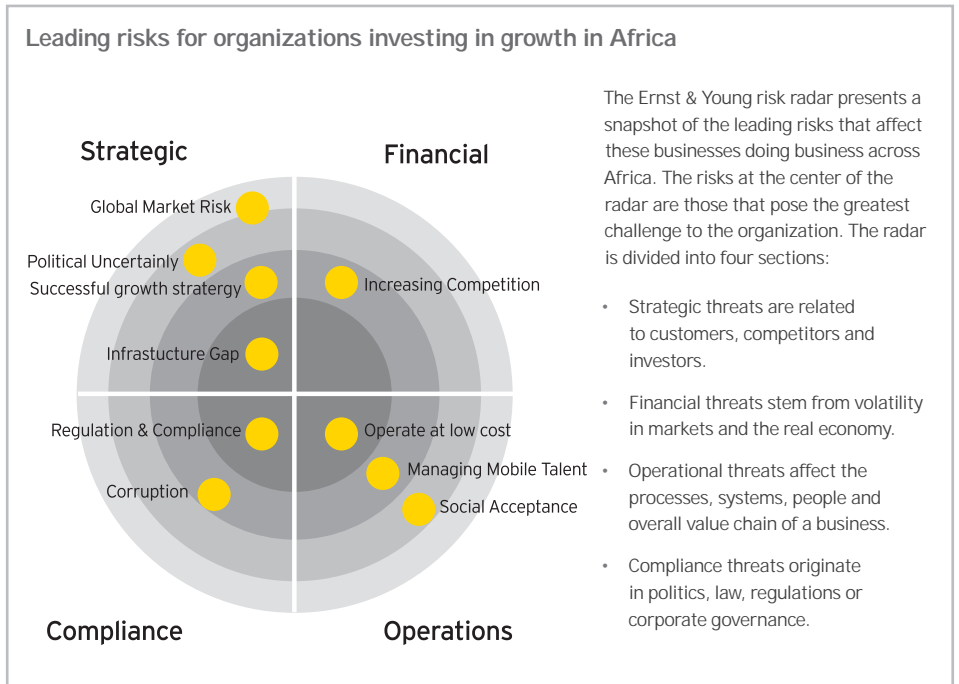 Leading risks for organizations investing in growth in Africa
Strategic
Financial
Global Market Risk
Political Uncertainly
Successful growth stratergy
Increasing Competition
Infrastucture Gap
Regulation & Compliance
Operate at low cost
Managing Mobile Talent
Corruption
Social Acceptance
Compliance
Operations
The Ernst & Young risk radar presents a
snapshot of the leading risks that affect
these businesses doing business across
Africa. The risks at the center of the
radar are those that pose the greatest
challenge to the organization. The radar
is divided into four sections:
• Strategic threats are related
to customers, competitors and
investors.
• Financial threats stem from volatility
in markets and the real economy.
• Operational threats affect the
processes, systems, people and
overall value chain of a business.
• Compliance threats originate
in politics, law, regulations or
corporate governance.